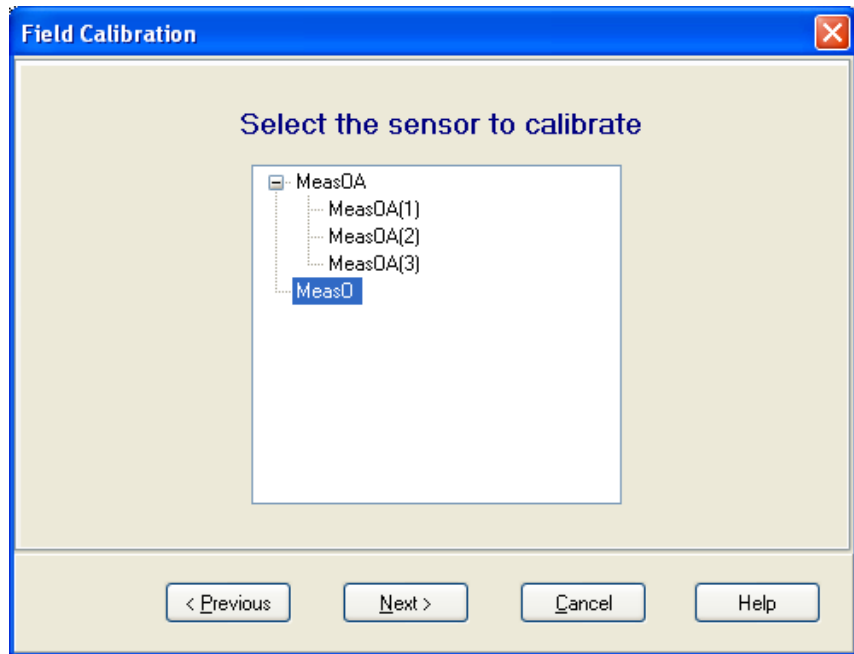 Field Calibration
Select the sensor to calibrate
MeasOA
MeasOA(1)
MeasOA(2)
MeasOA(3)
MeasO
< Previous Next > Cancel Help